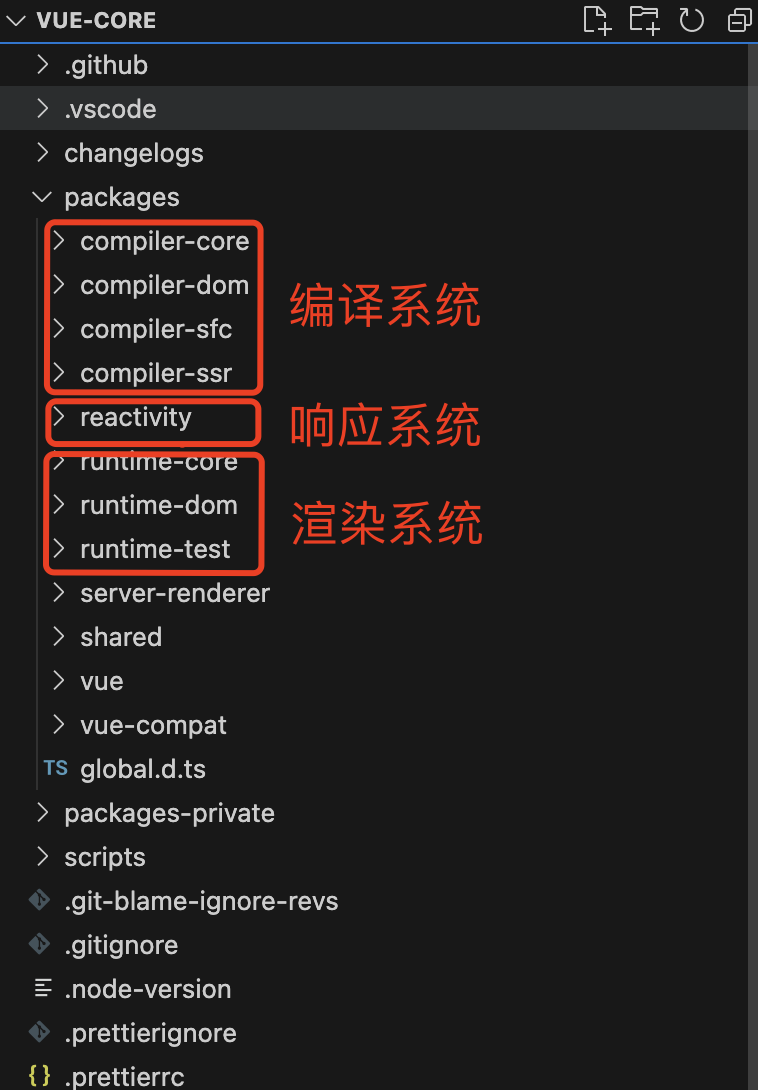 VUE-CORE
.github
.vscode
changelogs
packages
compiler-core
compiler-dom
编译系统
compiler-sfc
compiler-ssr
reactivity
响应系统
runtime-core
runtime-dom
渲染系统
runtime-test
server-renderer
shared
vue
vue-compat
TS global.d.ts
packages-private
scripts
.git-blame-ignore-revs
.gitignore
.node-version
.prettierignore
{} .prettierrc